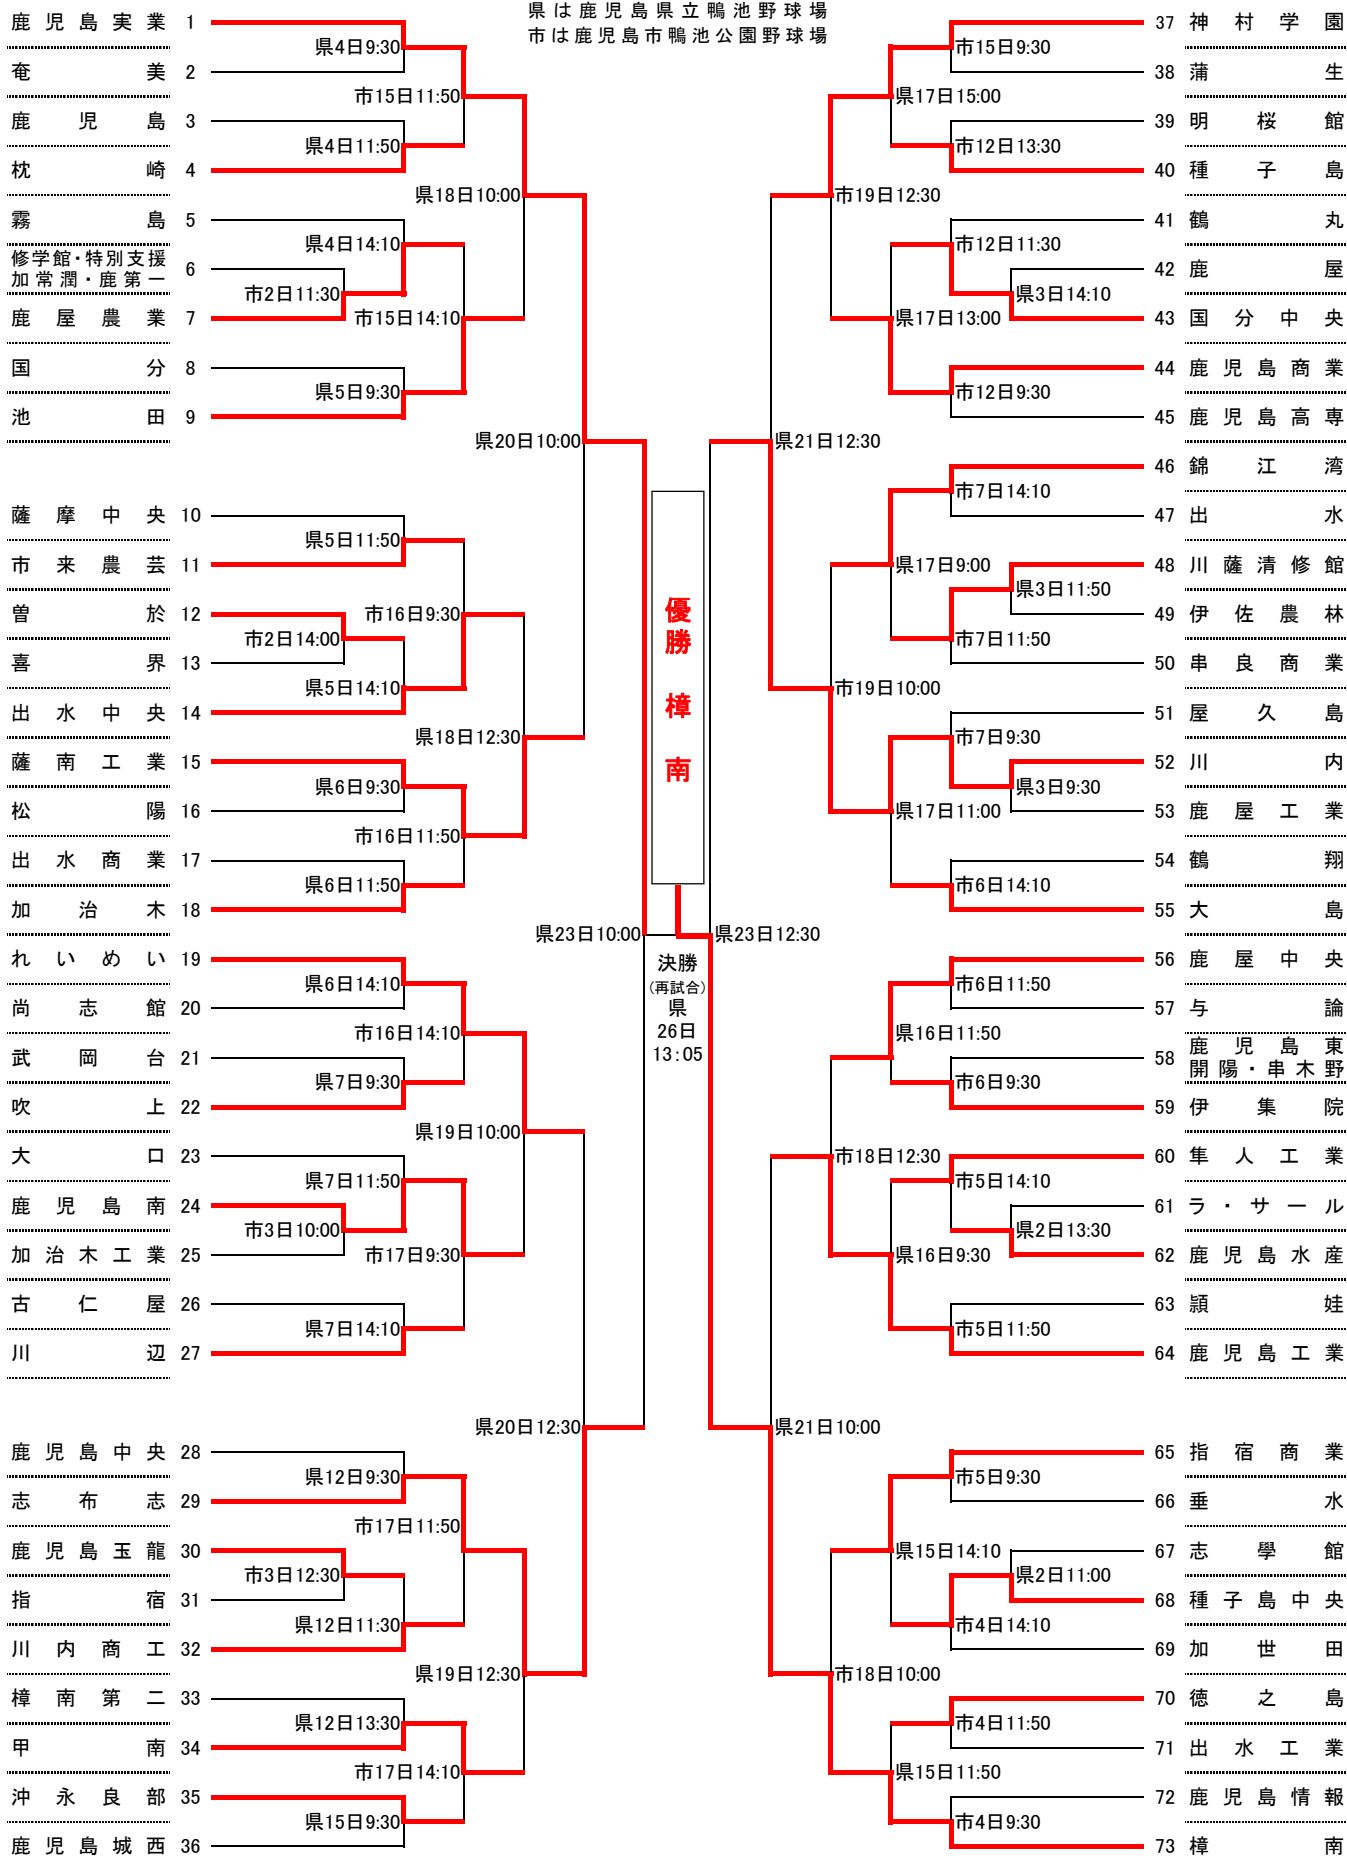 県は鹿児島県立鴨池野球場
市は鹿児島市鴨池公園野球場
鹿児島実業 1
県4日9:30
奄美 2
市15日11:50
鹿児島 3
県4日11:50
枕崎 4
県18日10:00
霧島 5
県4日14:10
修学館・特別支援
加常潤・鹿第一 6
市2日11:30
鹿屋農業 7
市15日14:10
国分 8
県5日9:30
池田 9
県20日10:00
薩摩中央 10
県5日11:50
市来農芸 11
曽於 12
市16日9:30
市2日14:00
喜界 13
県5日14:10
出水中央 14
県18日12:30
薩南工業 15
県6日9:30
松陽 16
市16日11:50
出水商業 17
県6日11:50
加治木 18
県23日10:00
れいめい 19
県6日14:10
尚志館 20
市16日14:10
武岡台 21
県7日9:30
吹上 22
県19日10:00
大口 23
県7日11:50
鹿児島南 24
市3日10:00
加治木工業 25
市17日9:30
古仁屋 26
県7日14:10
川辺 27
県20日12:30
鹿児島中央 28
県12日9:30
志布志 29
市17日11:50
鹿児島玉龍 30
市3日12:30
指宿 31
県12日11:30
川内商工 32
県19日12:30
樟南第二 33
県12日13:30
甲南 34
市17日14:10
沖永良部 35
県15日9:30
鹿児島城西 36
優勝 樟南
決勝
(再試合)
県
26日
13:05
37 神村学園
市15日9:30
38 蒲生
県17日15:00
39 明桜館
市12日13:30
40 種子島
市19日12:30
41 鶴丸
市12日11:30
42 鹿屋
県3日14:10
43 国分中央
県17日13:00
44 鹿児島商業
市12日9:30
45 鹿児島高専
県21日12:30
46 錦江湾
市7日14:10
47 出水
県17日9:00
48 川薩清修館
県3日11:50
49 伊佐農林
市7日11:50
50 串良商業
市19日10:00
51 屋久島
市7日9:30
52 川内
県3日9:30
53 鹿屋工業
県17日11:00
54 鶴翔
市6日14:10
55 大島
県23日12:30
56 鹿屋中央
市6日11:50
57 与論
県16日11:50
58 鹿児島東
開陽・串木野
市6日9:30
59 伊集院
市18日12:30
60 隼人工業
市5日14:10
61 ラ・サール
県2日13:30
62 鹿児島水産
県16日9:30
63 頴娃
市5日11:50
64 鹿児島工業
県21日10:00
65 指宿商業
市5日9:30
66 垂水
県15日14:10
67 志學館
県2日11:00
68 種子島中央
市4日14:10
69 加世田
市18日10:00
70 徳之島
市4日11:50
71 出水工業
県15日11:50
72 鹿児島情報
市4日9:30
73 樟南